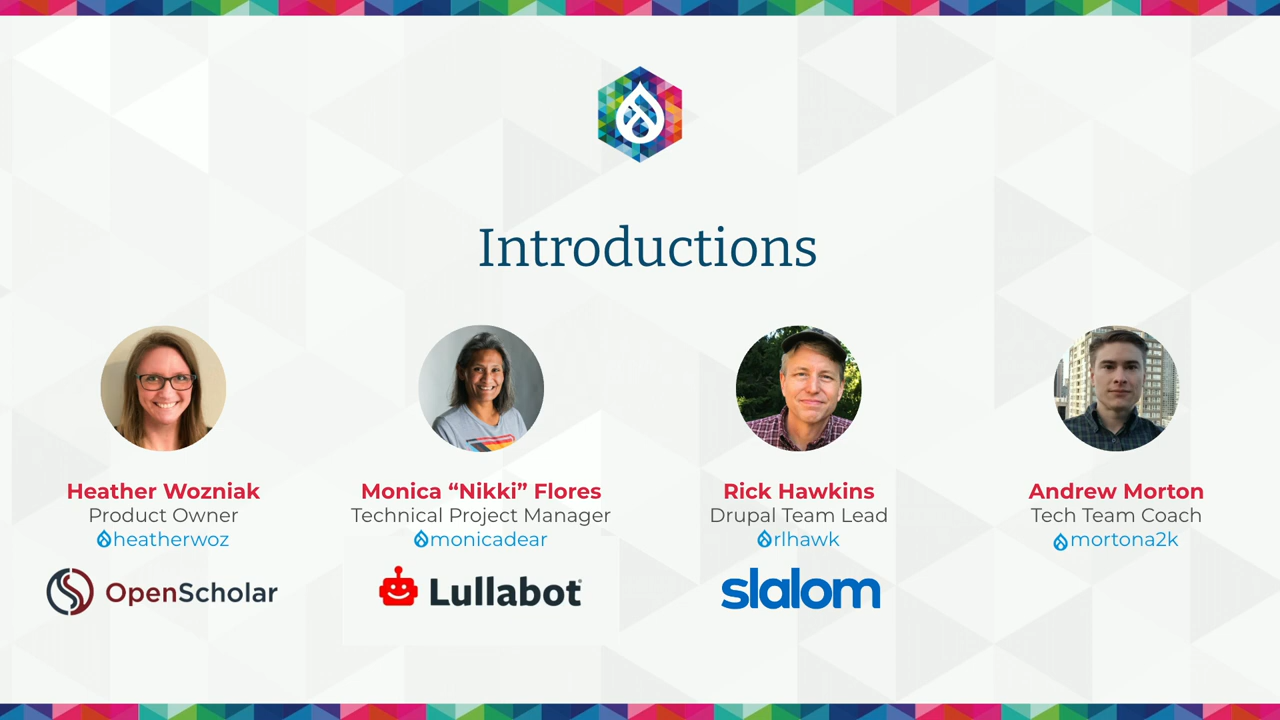 Introductions
Heather Wozniak
Product Owner
heatherwoz
OpenScholar
Monica “Nikki” Flores
Technical Project Manager
monicadear
Lullabot
Rick Hawkins
Drupal Team Lead
rlhawk
slalom
Andrew Morton
Tech Team Coach
mortona2k